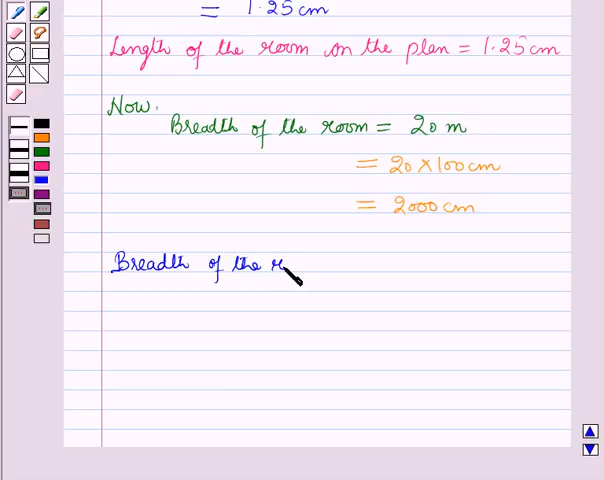 = 1.25 cm
Length of the room on the plan = 1.25 cm
Now.
Breadth of the room = 20 m
= 20 × 100 cm
= 2000 cm
Breadth of the r